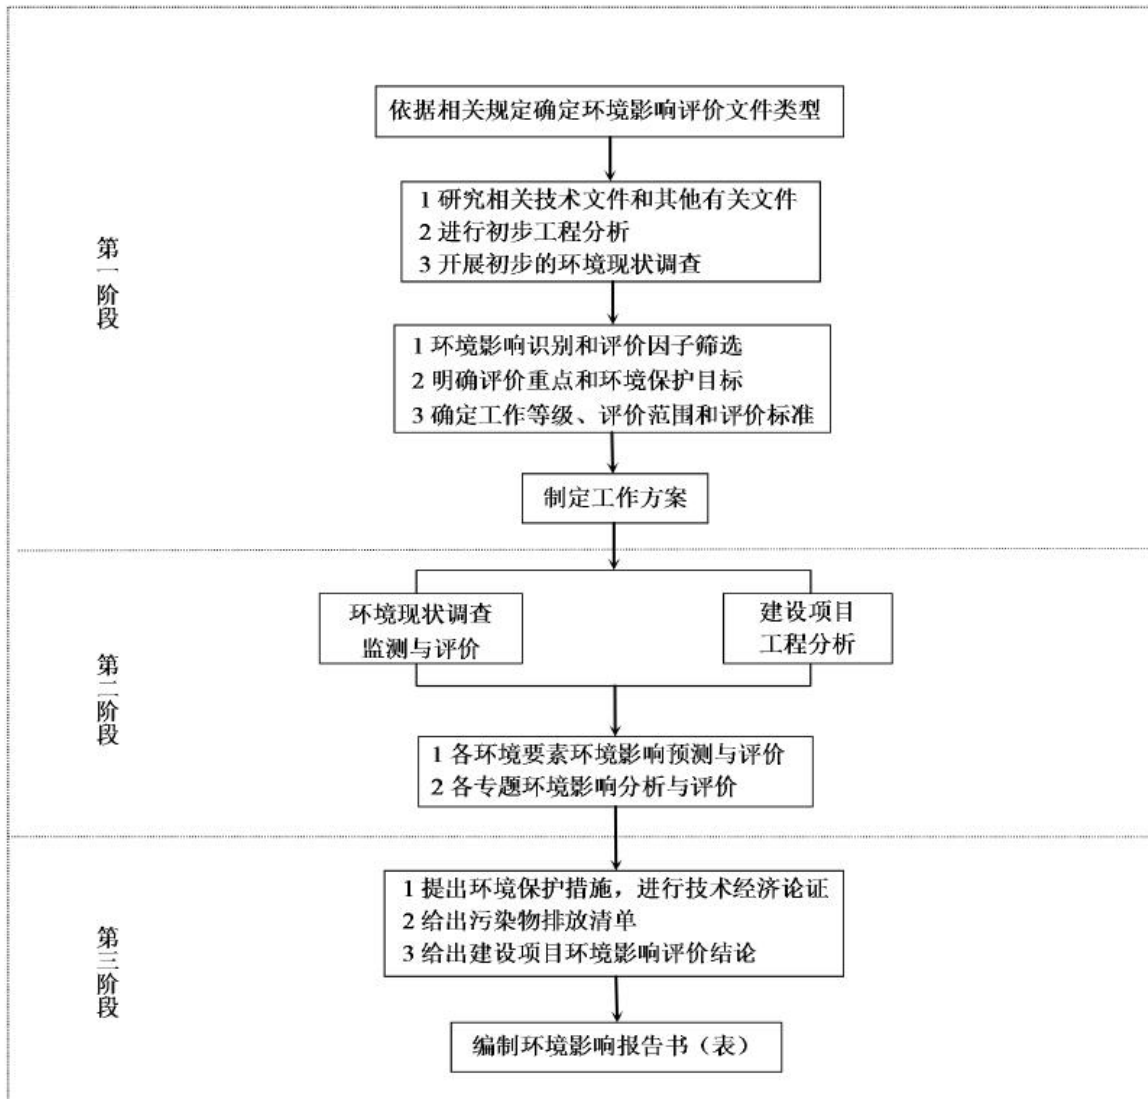 依据相关规定确定环境影响评价文件类型
1 研究相关技术文件和其他有关文件
2 进行初步工程分析
3 开展初步的环境现状调查
第一阶段
1 环境影响识别和评价因子筛选
2 明确评价重点和环境保护目标
3 确定工作等级、评价范围和评价标准
制定工作方案
环境现状调查
监测与评价
建设项目
工程分析
第二阶段
1 各环境要素环境影响预测与评价
2 各专题环境影响分析与评价
1 提出环境保护措施，进行技术经济论证
2 给出污染物排放清单
3 给出建设项目环境影响评价结论
第三阶段
编制环境影响报告书（表）